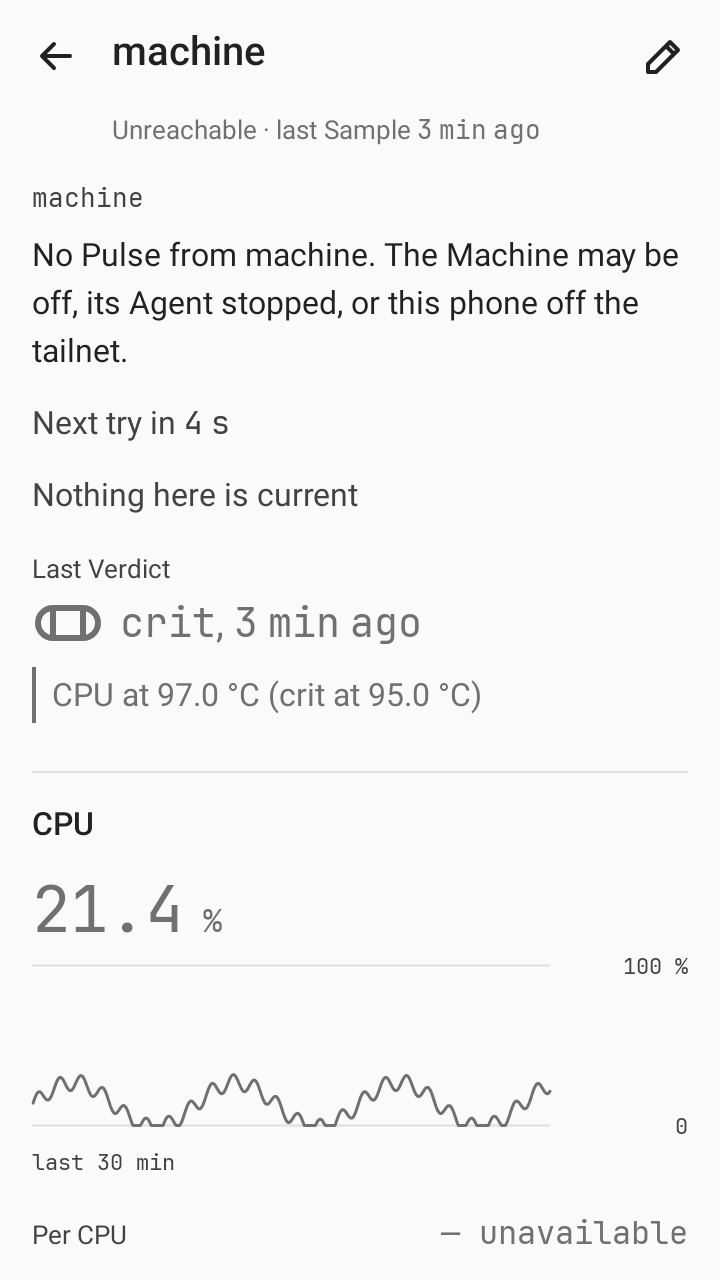 machine
Unreachable · last Sample 3 min ago
machine
No Pulse from machine. The Machine may be
off, its Agent stopped, or this phone off the
tailnet.
Next try in 4 s
Nothing here is current
Last Verdict
crit, 3 min ago
CPU at 97.0 °C (crit at 95.0 °C)
CPU
21.4 %
100 %
0
last 30 min
Per CPU — unavailable